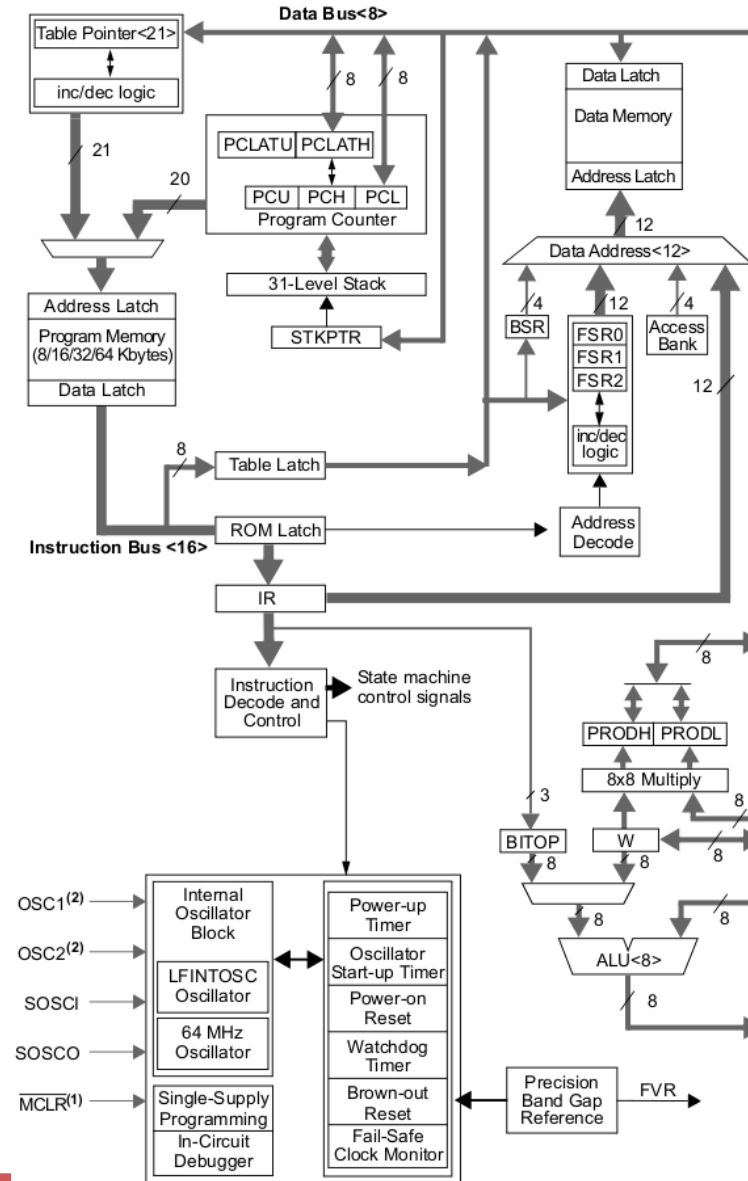 Data Bus<8>
Table Pointer<21>
inc/dec logic
21
20
8
8
PCLATU PCLATH
PCU PCH PCL
Program Counter
31-Level Stack
STKPTR
Data Latch
Data Memory
Address Latch
12
Data Address<12>
4
12
4
BSR
FSR0
FSR1
FSR2
inc/dec
logic
Access
Bank
12
Address
Decode
Address Latch
Program Memory
(8/16/32/64 Kbytes)
Data Latch
8
Table Latch
ROM Latch
Instruction Bus <16>
IR
Instruction
Decode and
Control
State machine
control signals
8
PRODH PRODL
8x8 Multiply
3
8
BITOP
W
8
8
8
8
8
ALU<8>
8
OSC1(2)
OSC2(2)
SOSCI
SOSCO
MCLR(1)
Internal
Oscillator
Block
LFINTOSC
Oscillator
64 MHz
Oscillator
Single-Supply
Programming
In-Circuit
Debugger
Power-up
Timer
Oscillator
Start-up Timer
Power-on
Reset
Watchdog
Timer
Brown-out
Reset
Fail-Safe
Clock Monitor
Precision
Band Gap
Reference
FVR